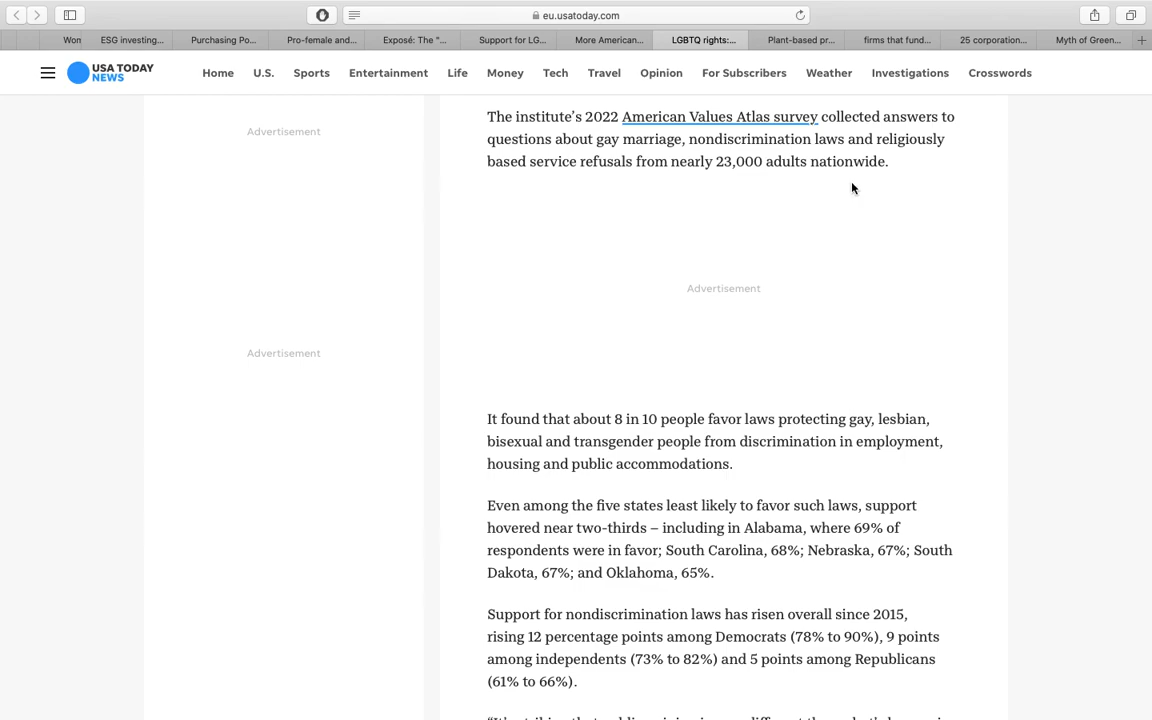 eu.usatoday.com
Wom
ESG investing...
Purchasing Po...
Pro-female and...
Exposé: The "...
Support for LG...
More American...
LGBTQ rights:...
Plant-based pr...
firms that fund...
25 corporation...
Myth of Green...
USA TODAY
NEWS
Home
U.S.
Sports
Entertainment
Life
Money
Tech
Travel
Opinion
For Subscribers
Weather
Investigations
Crosswords
Advertisement
Advertisement
The institute’s 2022 American Values Atlas survey collected answers to
questions about gay marriage, nondiscrimination laws and religiously
based service refusals from nearly 23,000 adults nationwide.
Advertisement
It found that about 8 in 10 people favor laws protecting gay, lesbian,
bisexual and transgender people from discrimination in employment,
housing and public accommodations.
Even among the five states least likely to favor such laws, support
hovered near two-thirds – including in Alabama, where 69% of
respondents were in favor; South Carolina, 68%; Nebraska, 67%; South
Dakota, 67%; and Oklahoma, 65%.
Support for nondiscrimination laws has risen overall since 2015,
rising 12 percentage points among Democrats (78% to 90%), 9 points
among independents (73% to 82%) and 5 points among Republicans
(61% to 66%).